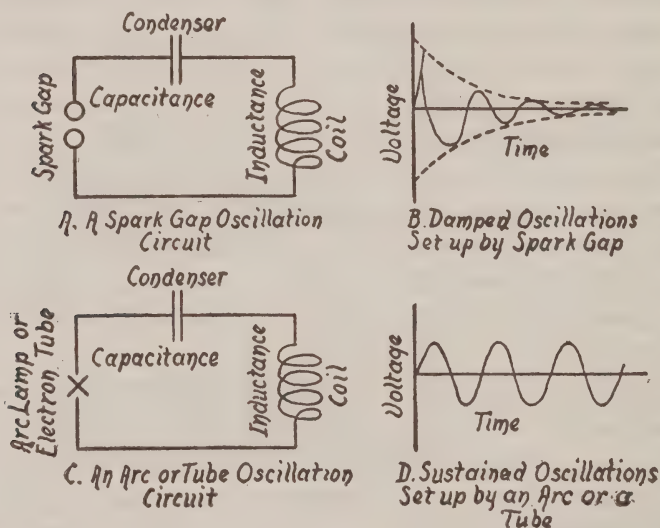 Condenser
Spark Gap
Capacitance
Inductance
Coil
A. A Spark Gap Oscillation
Circuit
Voltage
Time
B. Damped Oscillations
Set up by Spark Gap
Condenser
Arc Lamp or
Electron Tube
Capacitance
Inductance
Coil
C. An Arc or Tube Oscillation
Circuit
Voltage
Time
D. Sustained Oscillations
Set up by an Arc or a
Tube